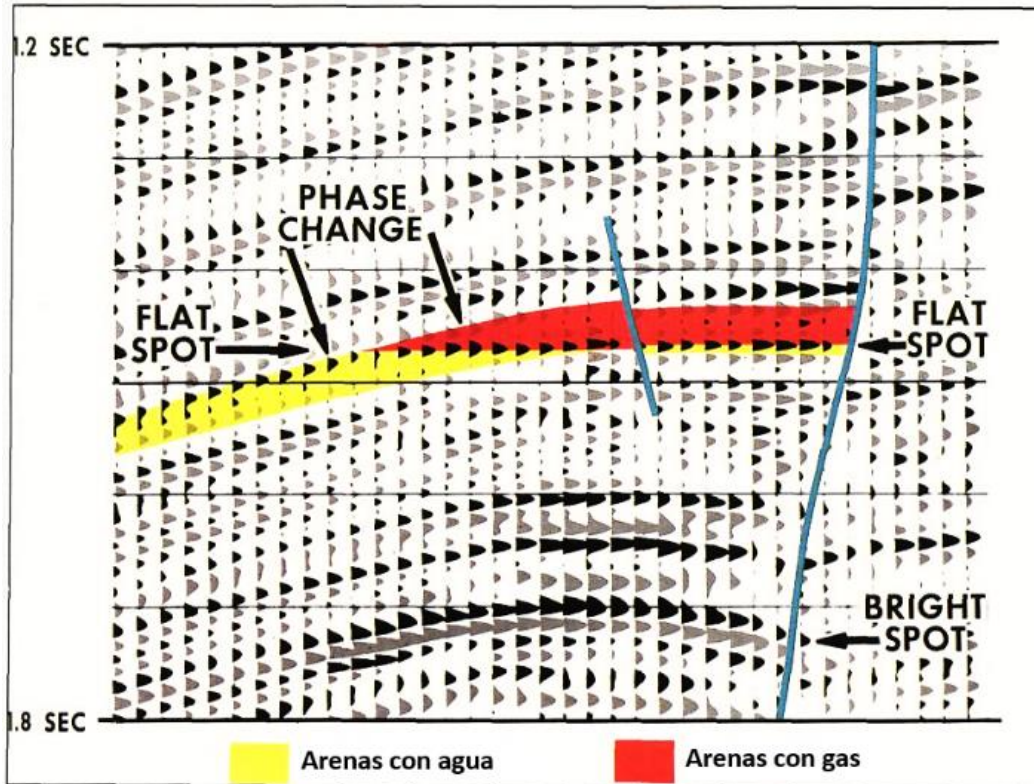 1.2 SEC
PHASE
CHANGE
FLAT
SPOT
FLAT
SPOT
BRIGHT
SPOT
1.8 SEC
Arenas con agua
Arenas con gas